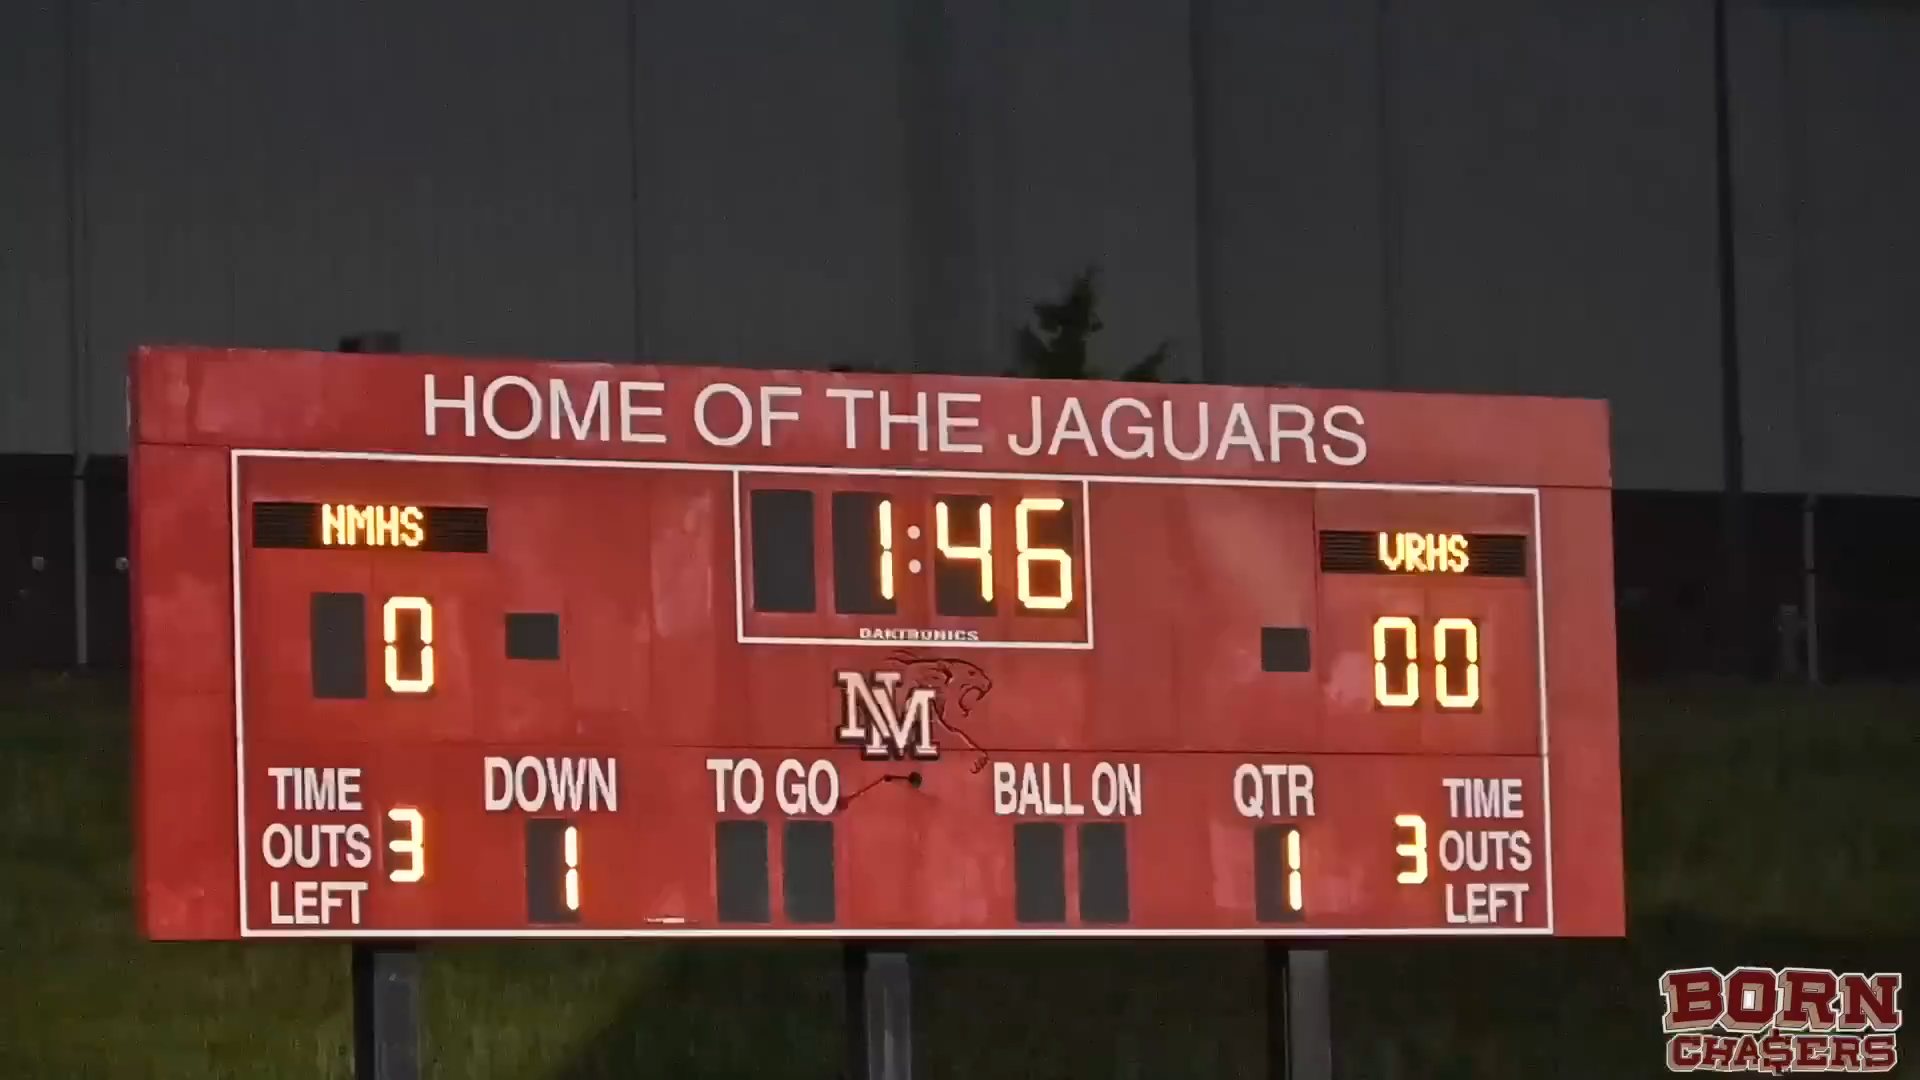 HOME OF THE JAGUARS
NMHS
1:46
VRHS
0
DAKTRONICS
00
NM
DOWN
TO GO
BALL ON
QTR
TIME
OUTS
LEFT
3
1
1
3
TIME
OUTS
LEFT
BORN
CHA$ERS